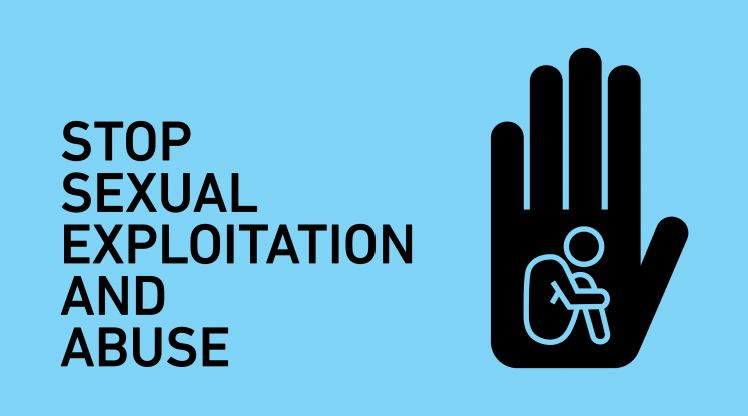 STOP
SEXUAL
EXPLOITATION
AND
ABUSE